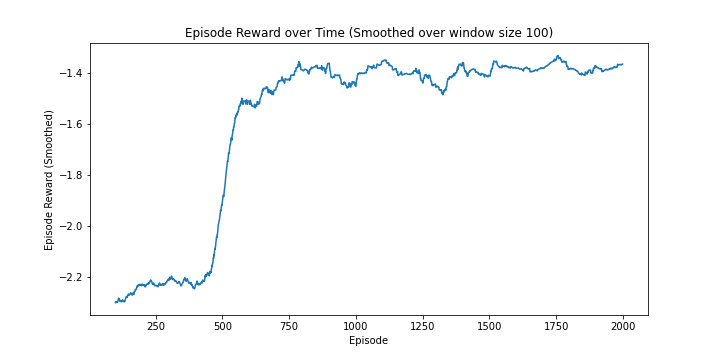 Episode Reward over Time (Smoothed over window size 100)
−1.4
−1.6
−1.8
−2.0
−2.2
Episode Reward (Smoothed)
250 500 750 1000 1250 1500 1750 2000
Episode